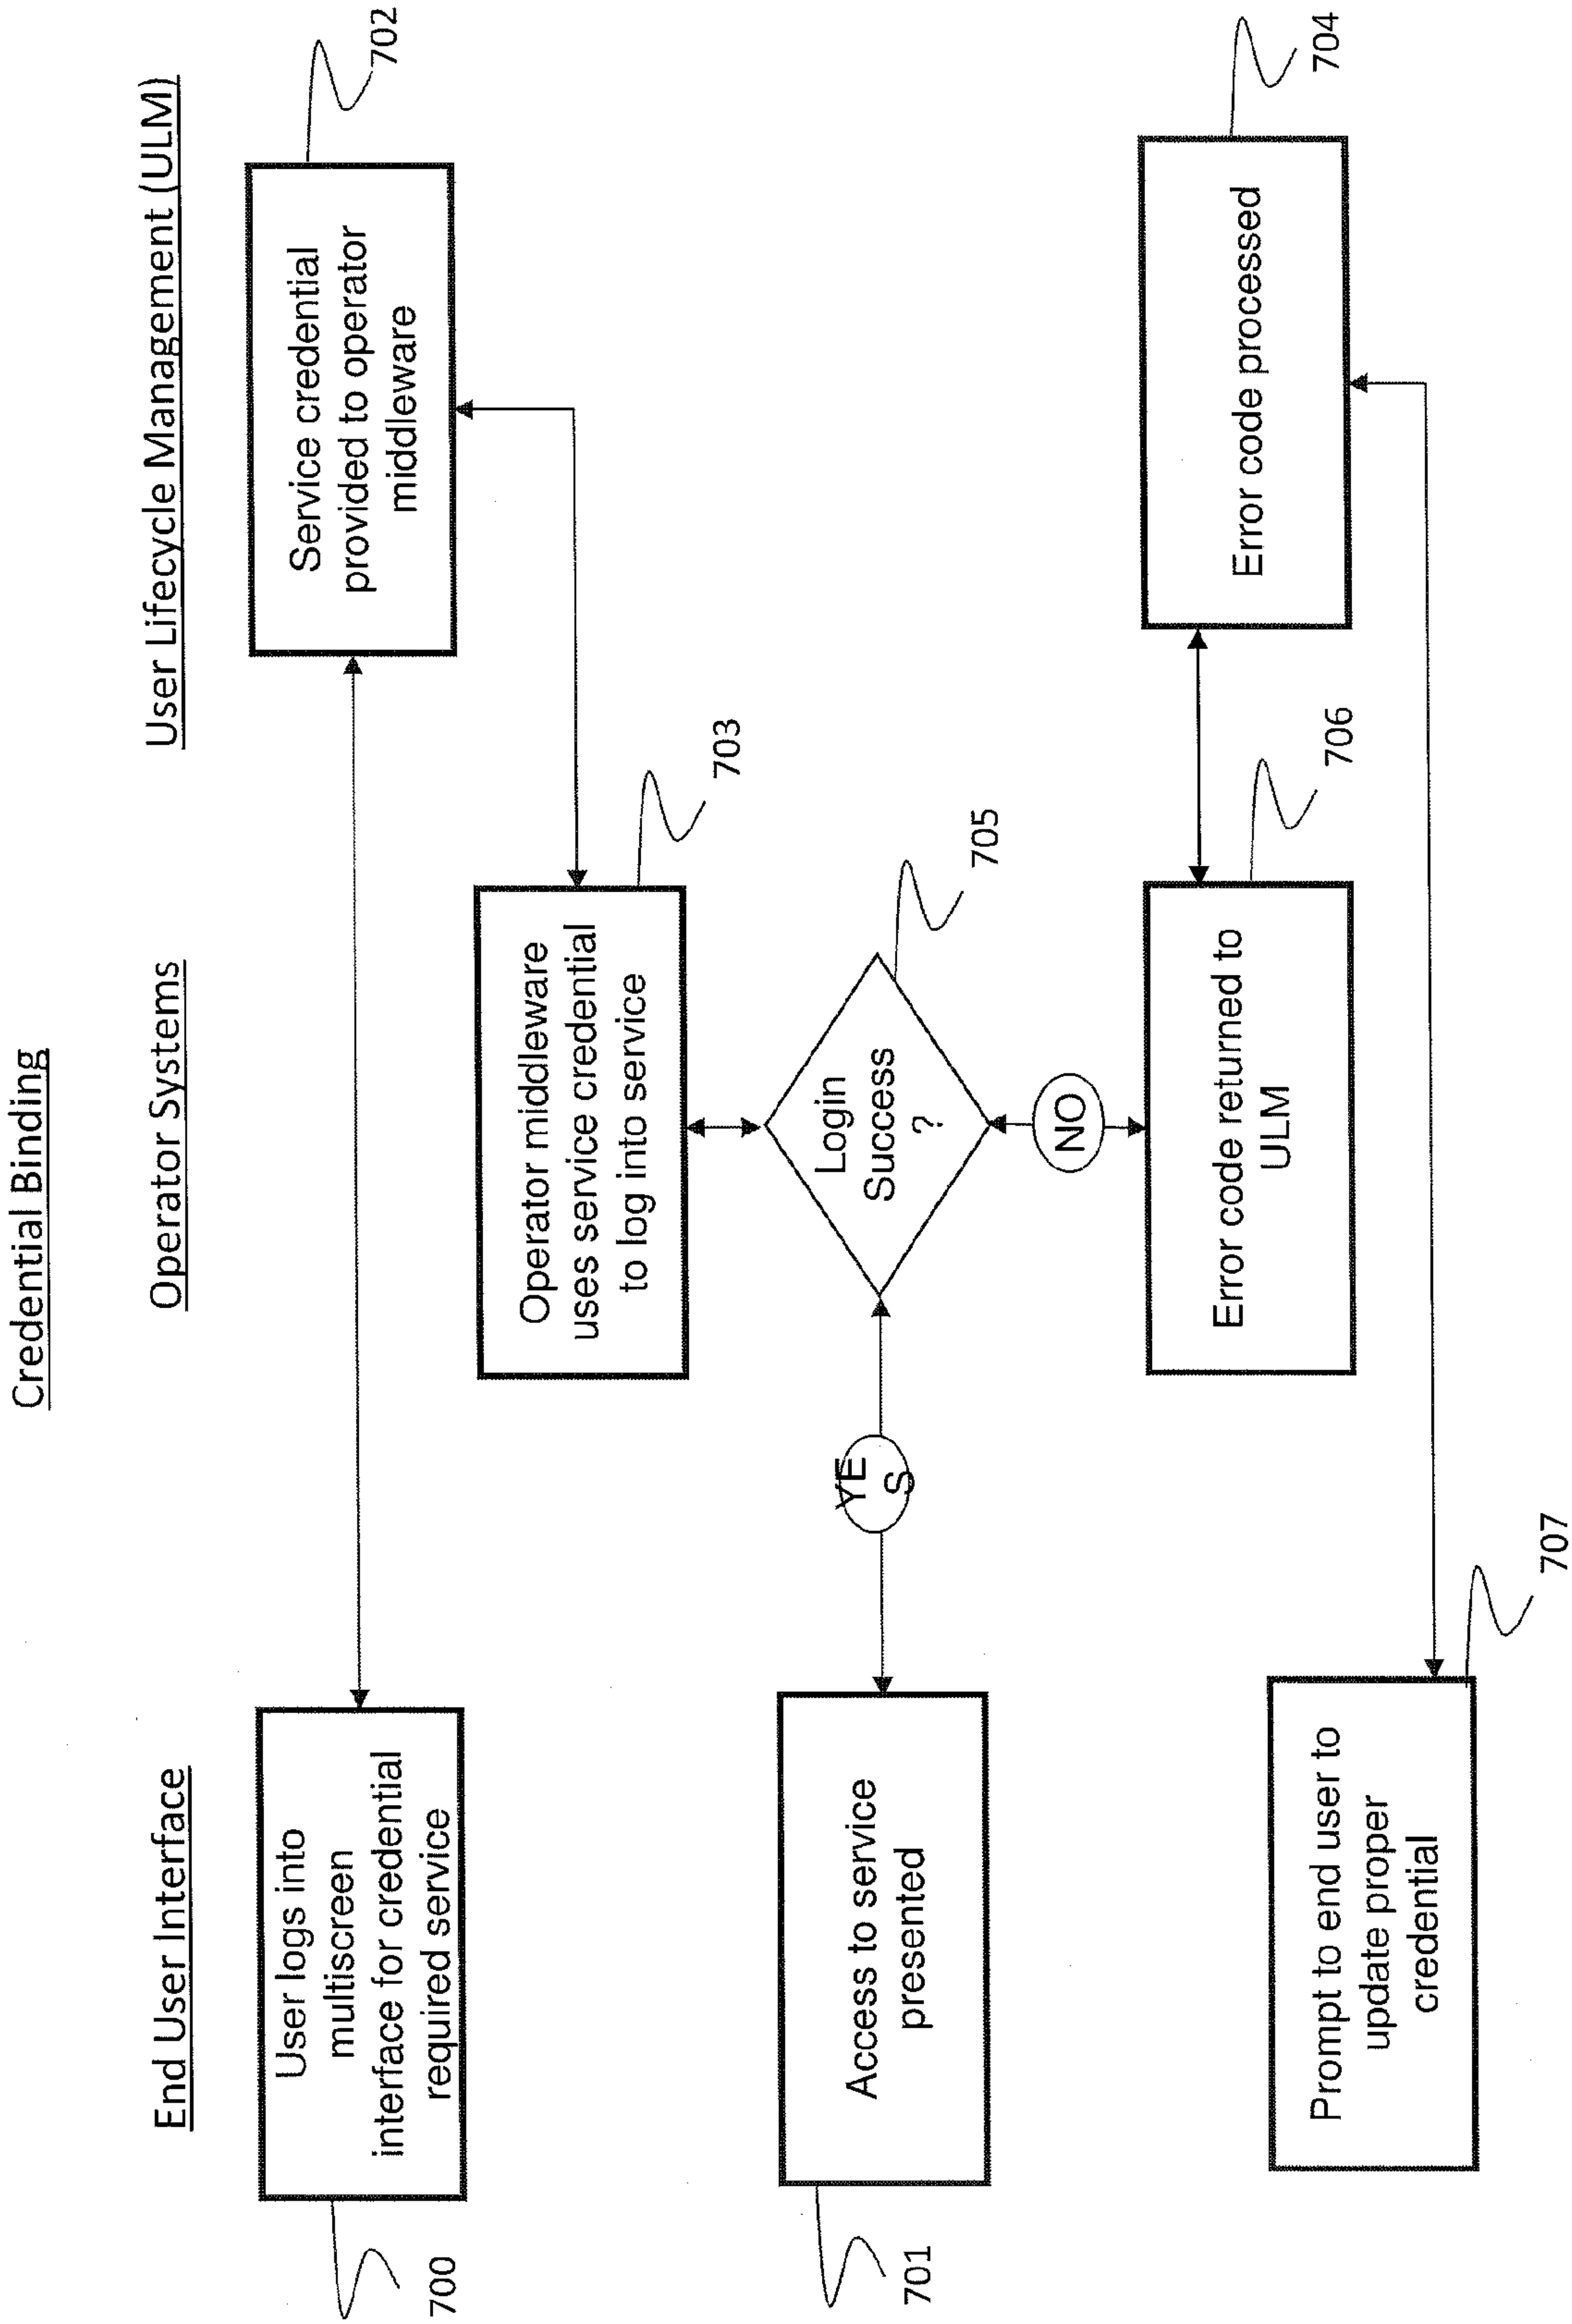 Credential Binding
End User Interface
Operator Systems
User Lifecycle Management (ULM)
700
User logs into
multiscreen
interface for credential
required service
Service credential
provided to operator
middleware
702
Operator middleware
uses service credential
to log into service
703
701
Access to service
presented
YE
S
Login
Success
?
705
NO
Prompt to end user to
update proper
credential
707
Error code returned to
ULM
706
Error code processed
704